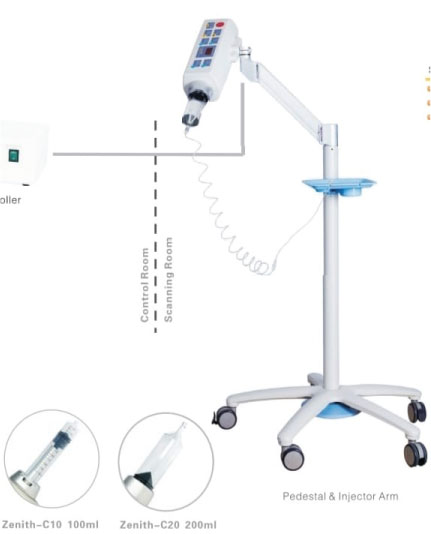 oller
Control Room
Scanning Room
Pedestal & Injector Arm
Zenith-C10 100ml
Zenith-C20 200ml